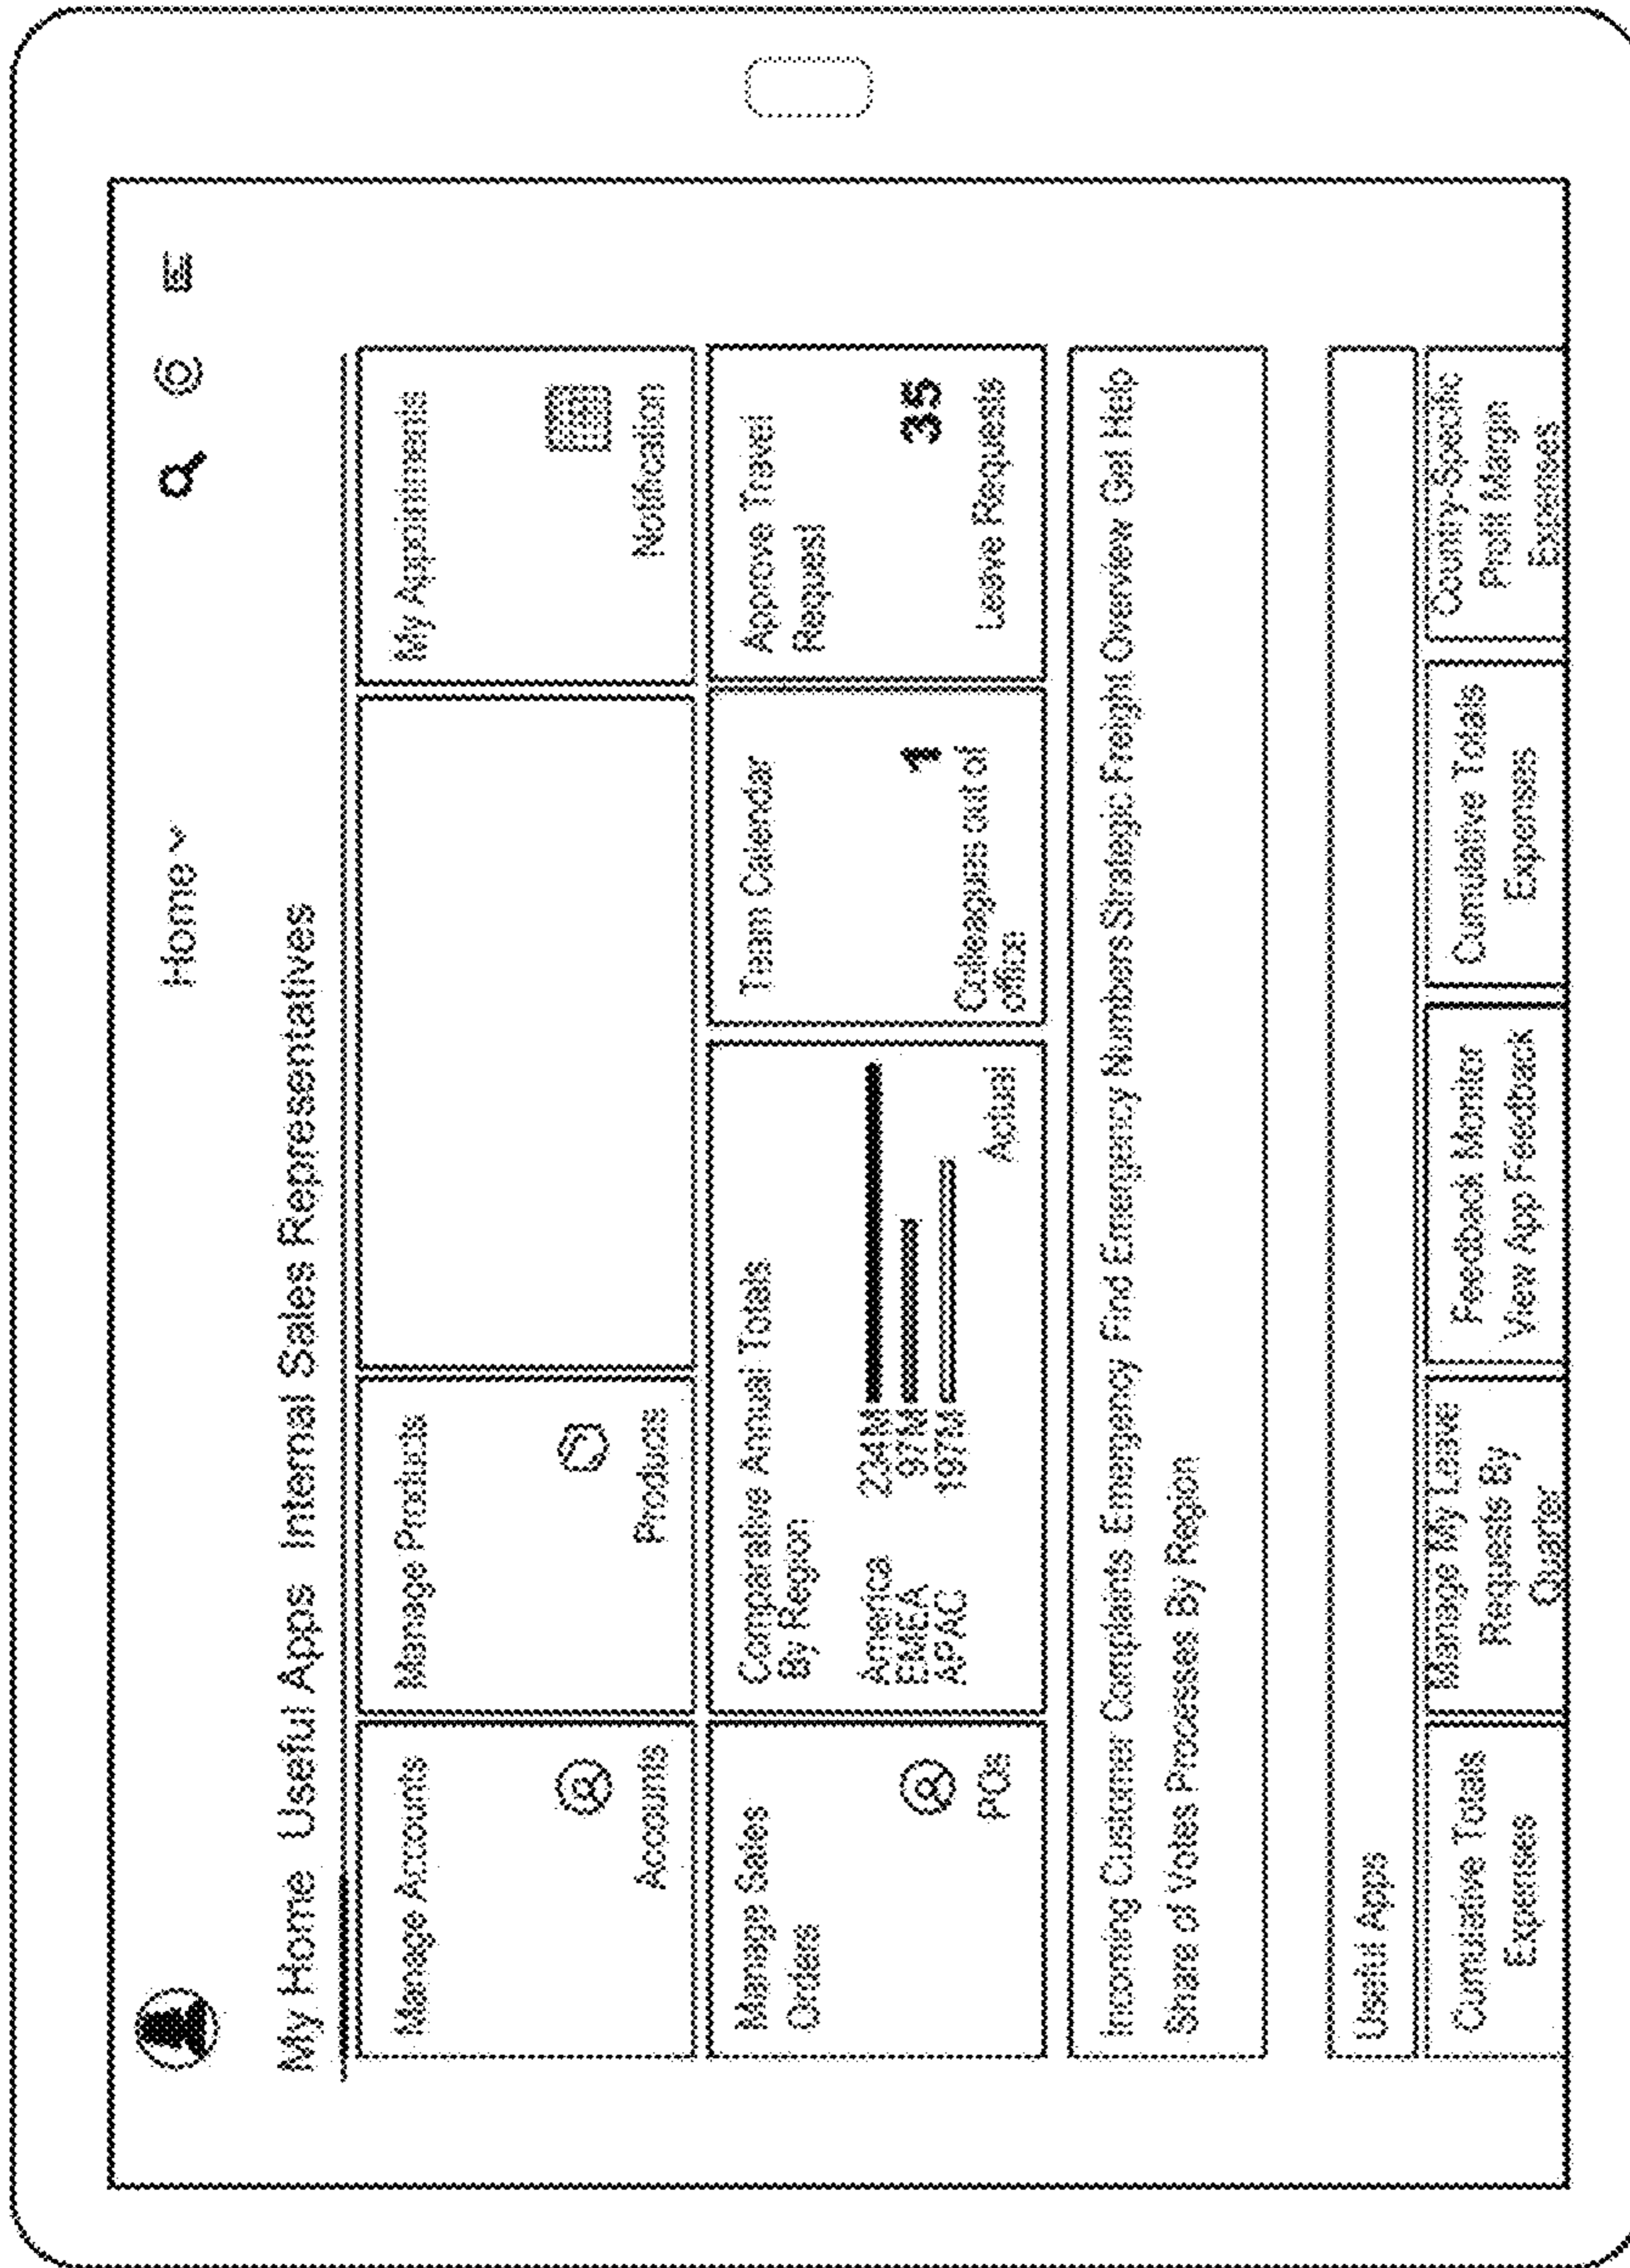 Home
My Home Useful Apps Internal Sales Representatives
Manage Accounts
Accounts
Manage Products
Products
My Appointments
Notification
Manage Sales
Orders
POs
Comparative Annual Totals
By Region
America 234M
EMEA 97M
APAC 197M
Actual
Team Calendar
1
Colleagues out of
office
Approve Travel
Request
35
Leave Requests
Incoming Customer Complaints Emergency Find Emergency Numbers Strategic Freight Overview Get Help
Share of Votes Processes By Region
Useful Apps
Cumulative Totals
Expenses
Manage My Leave
Requests By
Quarter
Feedback Monitor
View App Feedback
Cumulative Totals
Expenses
Country-Specific
Profit Margin
Expenses